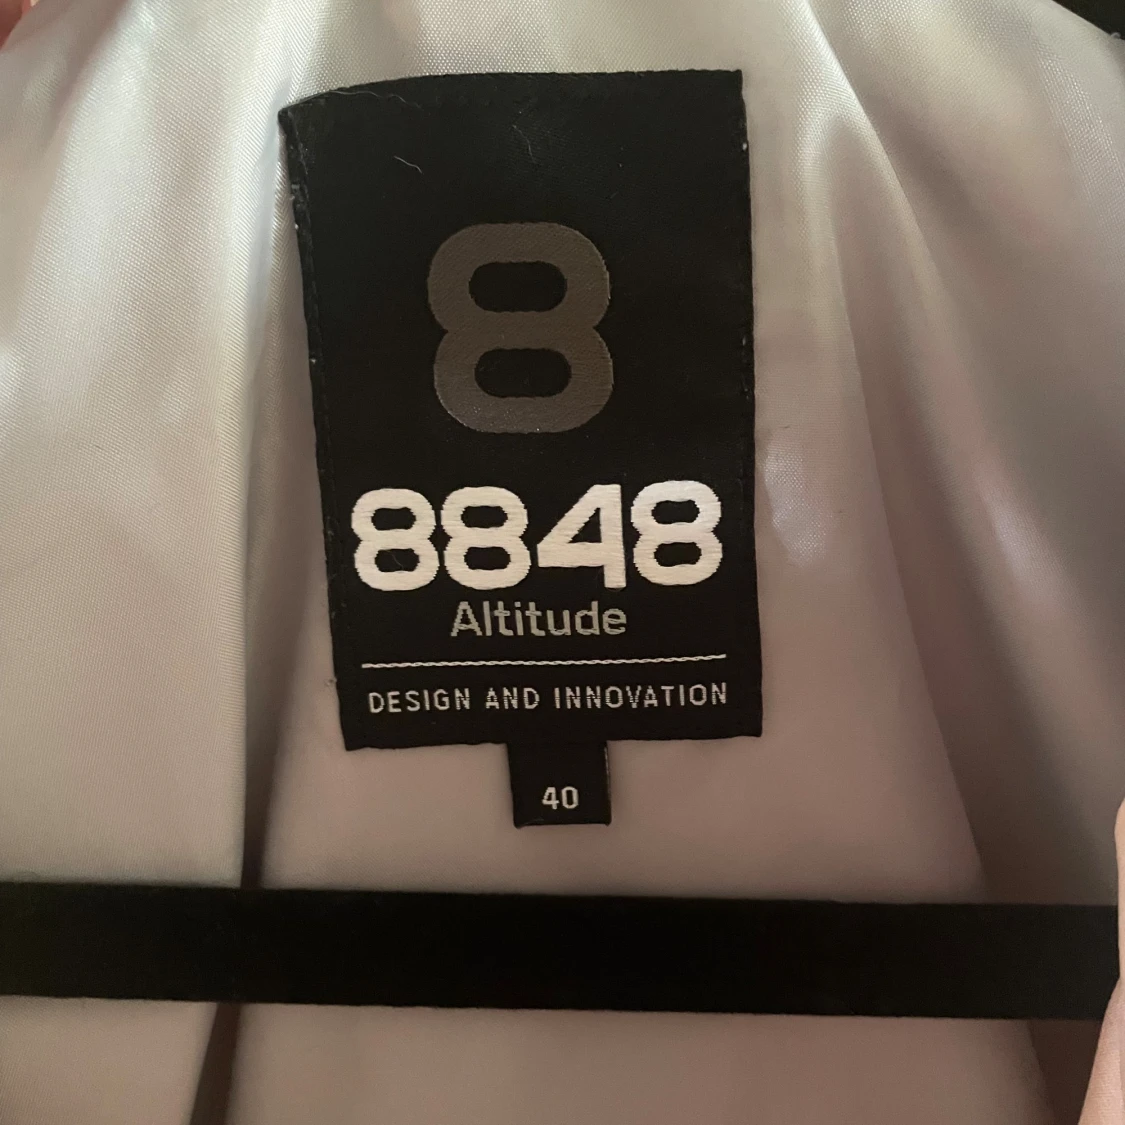 8
8848
Altitude
DESIGN AND INNOVATION
40